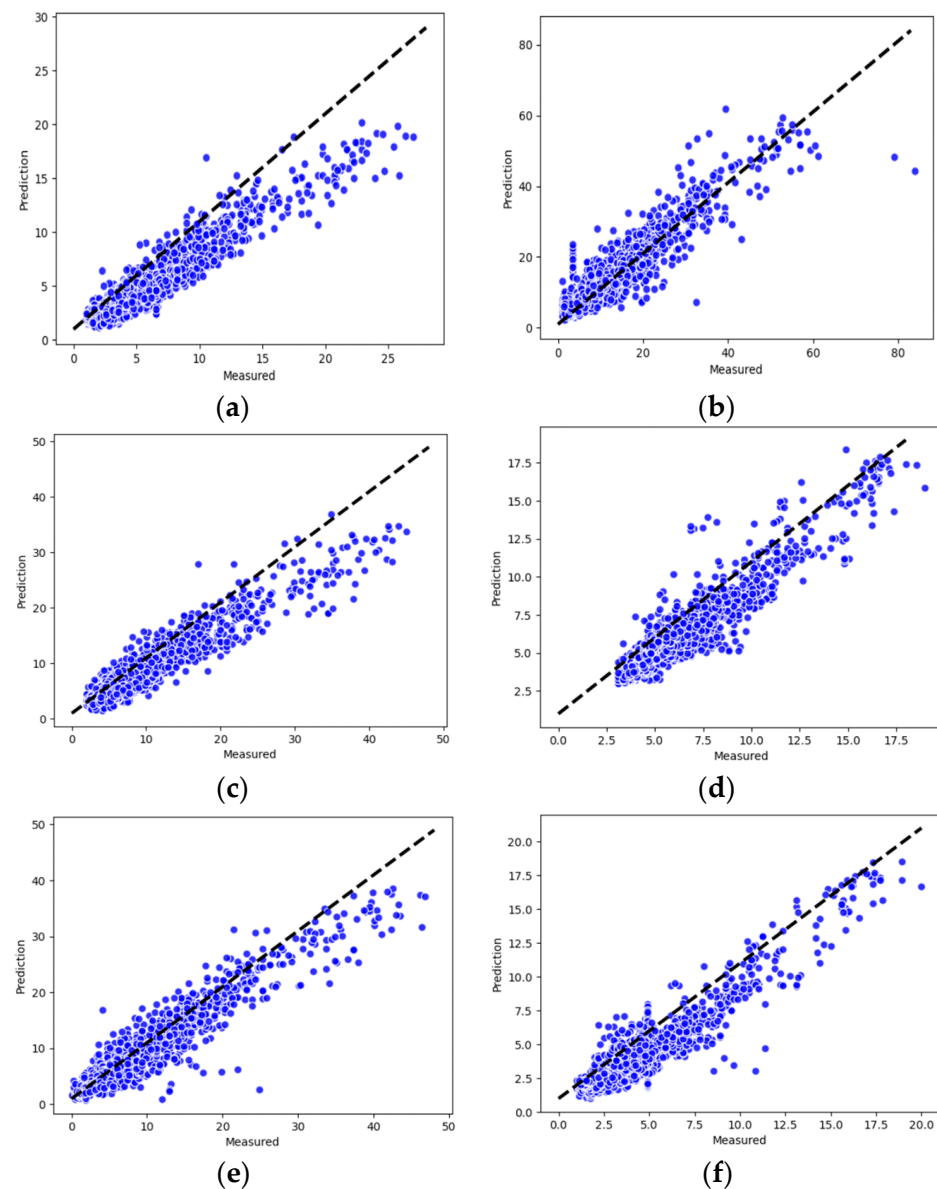 30
25
20
15
10
5
0
Prediction
0 5 10 15 20 25
Measured
(a)
80
60
40
20
0
Prediction
0 20 40 60 80
Measured
(b)
50
40
30
20
10
0
Prediction
0 10 20 30 40 50
Measured
(c)
17.5
15.0
12.5
10.0
7.5
5.0
2.5
Prediction
0.0 2.5 5.0 7.5 10.0 12.5 15.0 17.5
Measured
(d)
50
40
30
20
10
0
Prediction
0 10 20 30 40 50
Measured
(e)
20.0
17.5
15.0
12.5
10.0
7.5
5.0
2.5
0.0
Prediction
0.0 2.5 5.0 7.5 10.0 12.5 15.0 17.5 20.0
Measured
(f)